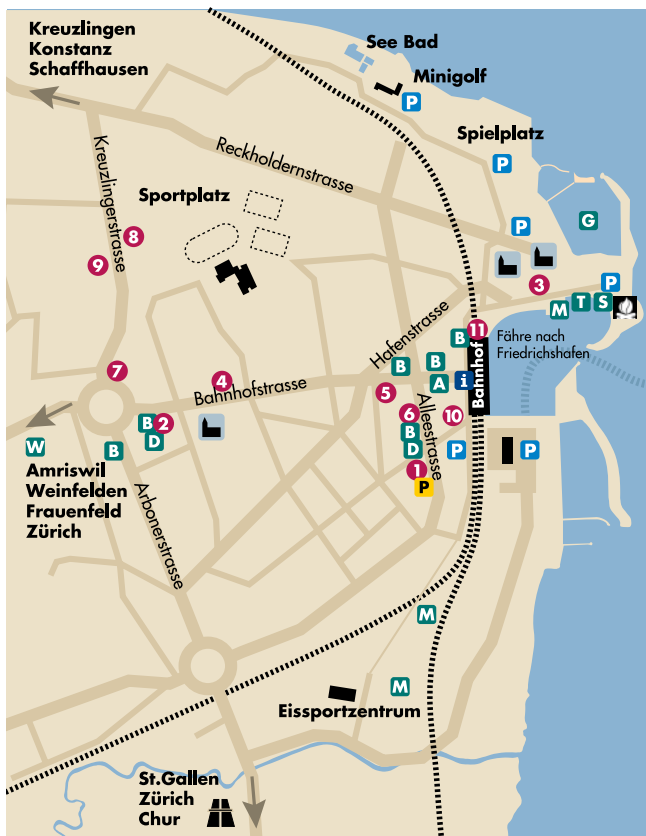 Kreuzlingen
Konstanz
Schaffhausen
See Bad
Minigolf
P
Spielplatz
P
Reckholdernstrasse
Kreuzlingerstrasse
Sportplatz
P
G
8
9
3
P
M
T
S
Hafenstrasse
11
B
Fähre nach
Friedrichshafen
B
B
A
i
Bahnhof
7
4
Bahnhofstrasse
5
6
Alleestrasse
10
B
2
D
B
D
P
P
W
B
1
P
Amriswil
Weinfelden
Frauenfeld
Zürich
Arbonerstrasse
M
M
Eissportzentrum
St.Gallen
Zürich
Chur